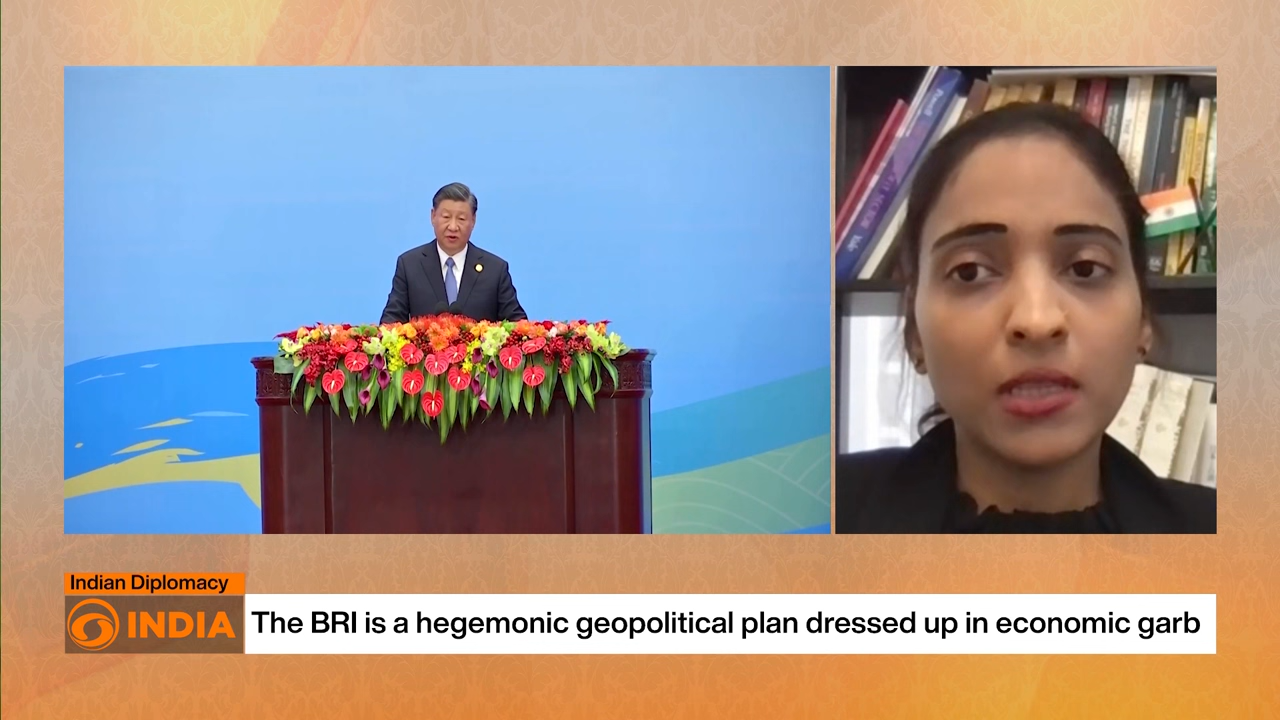 Indian Diplomacy
INDIA
The BRI is a hegemonic geopolitical plan dressed up in economic garb